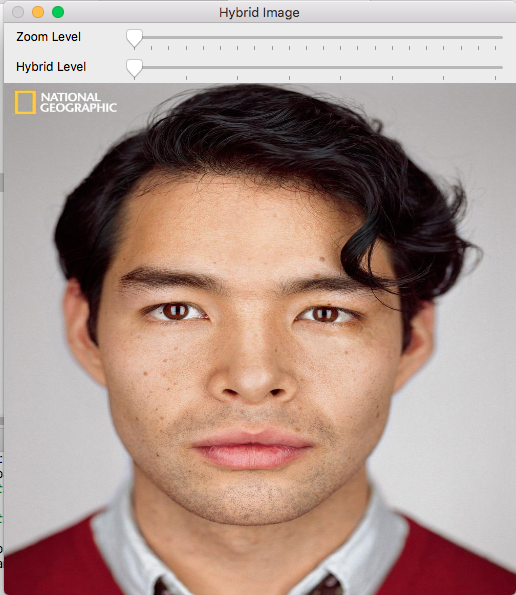 Hybrid Image
Zoom Level
Hybrid Level
NATIONAL
GEOGRAPHIC